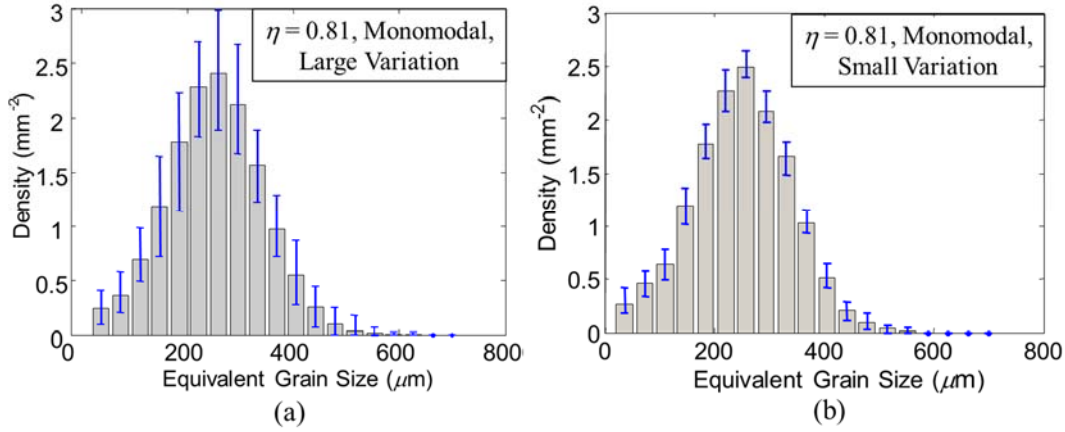 η = 0.81, Monomodal,
Large Variation
Density (mm⁻²)
3
2.5
2
1.5
1
0.5
0
0 200 400 600 800
Equivalent Grain Size (μm)
(a)
η = 0.81, Monomodal,
Small Variation
Density (mm⁻²)
3
2.5
2
1.5
1
0.5
0
0 200 400 600 800
Equivalent Grain Size (μm)
(b)